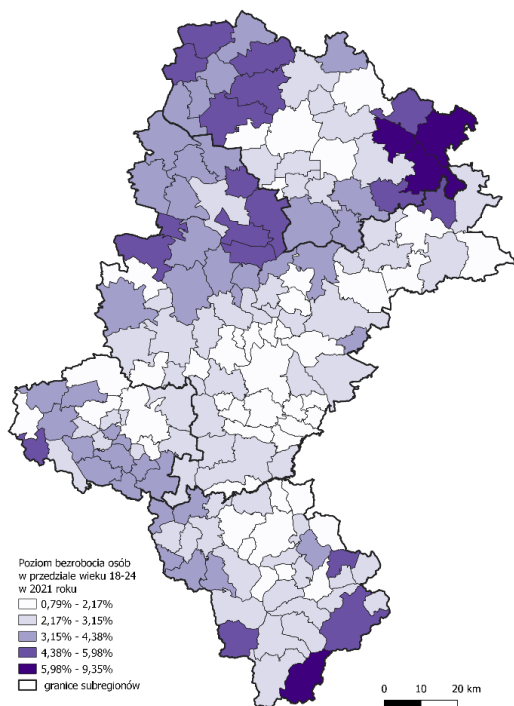 Poziom bezrobocia osób
w przedziale wieku 18-24
w 2021 roku
0,79% - 2,17%
2,17% - 3,15%
3,15% - 4,38%
4,38% - 5,98%
5,98% - 9,35%
granice subregionów
0 10 20 km